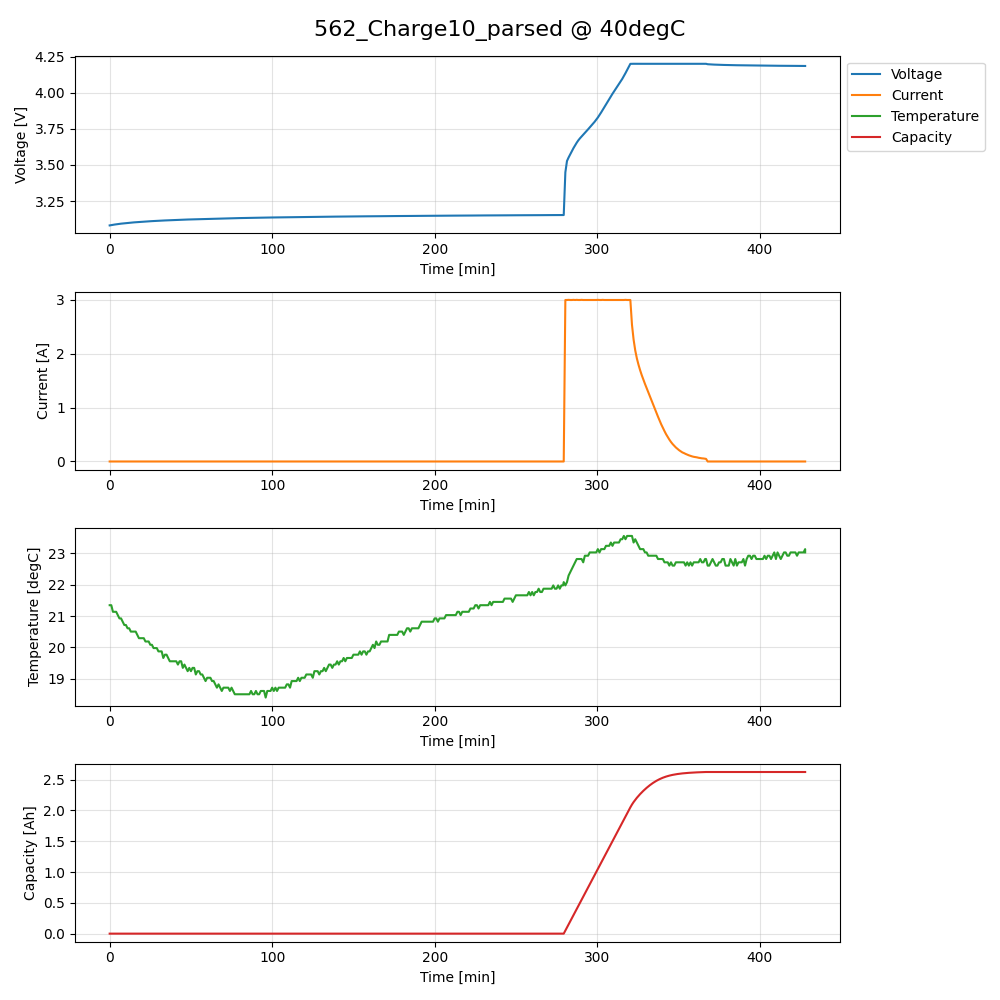 562_Charge10_parsed @ 40degC
4.25
4.00
3.75
3.50
3.25
Voltage [V]
0 100 200 300 400
Time [min]
Voltage
Current
Temperature
Capacity
3
2
1
0
Current [A]
0 100 200 300 400
Time [min]
23
22
21
20
19
Temperature [degC]
0 100 200 300 400
Time [min]
2.5
2.0
1.5
1.0
0.5
0.0
Capacity [Ah]
0 100 200 300 400
Time [min]